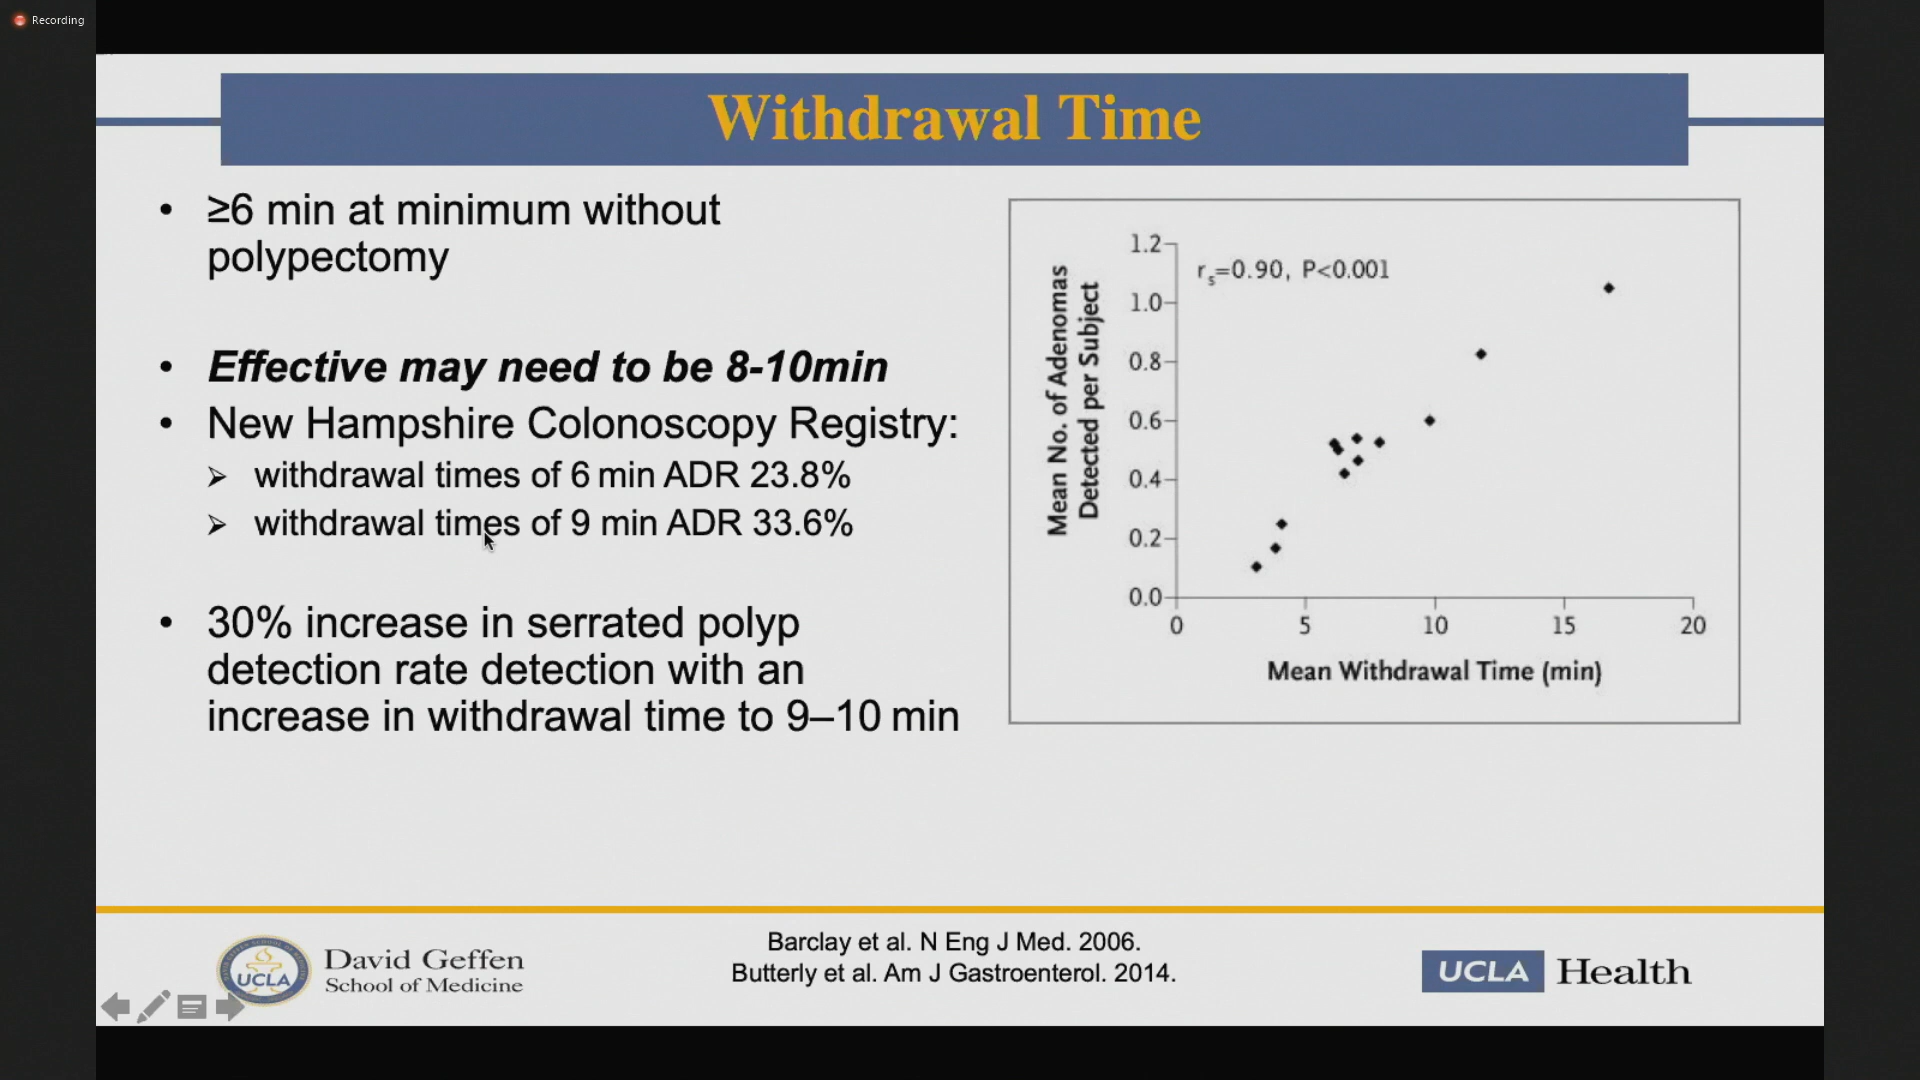 Recording
Withdrawal Time
• ≥6 min at minimum without
polypectomy
• Effective may need to be 8-10min
• New Hampshire Colonoscopy Registry:
➢ withdrawal times of 6 min ADR 23.8%
➢ withdrawal times of 9 min ADR 33.6%
• 30% increase in serrated polyp
detection rate detection with an
increase in withdrawal time to 9–10 min
Mean No. of Adenomas
Detected per Subject
1.2
1.0
0.8
0.6
0.4
0.2
0.0
rs=0.90, P<0.001
0 5 10 15 20
Mean Withdrawal Time (min)
UCLA
David Geffen
School of Medicine
Barclay et al. N Eng J Med. 2006.
Butterly et al. Am J Gastroenterol. 2014.
UCLA Health